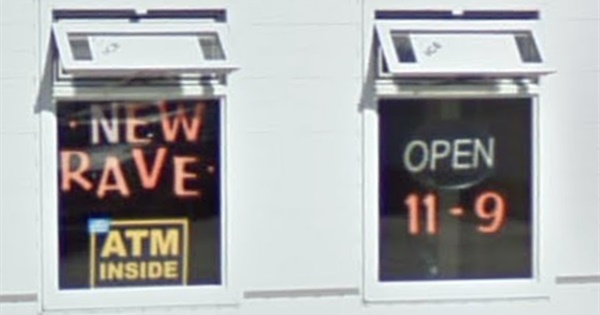 NEW
RAVE
ATM
INSIDE
OPEN
11-9